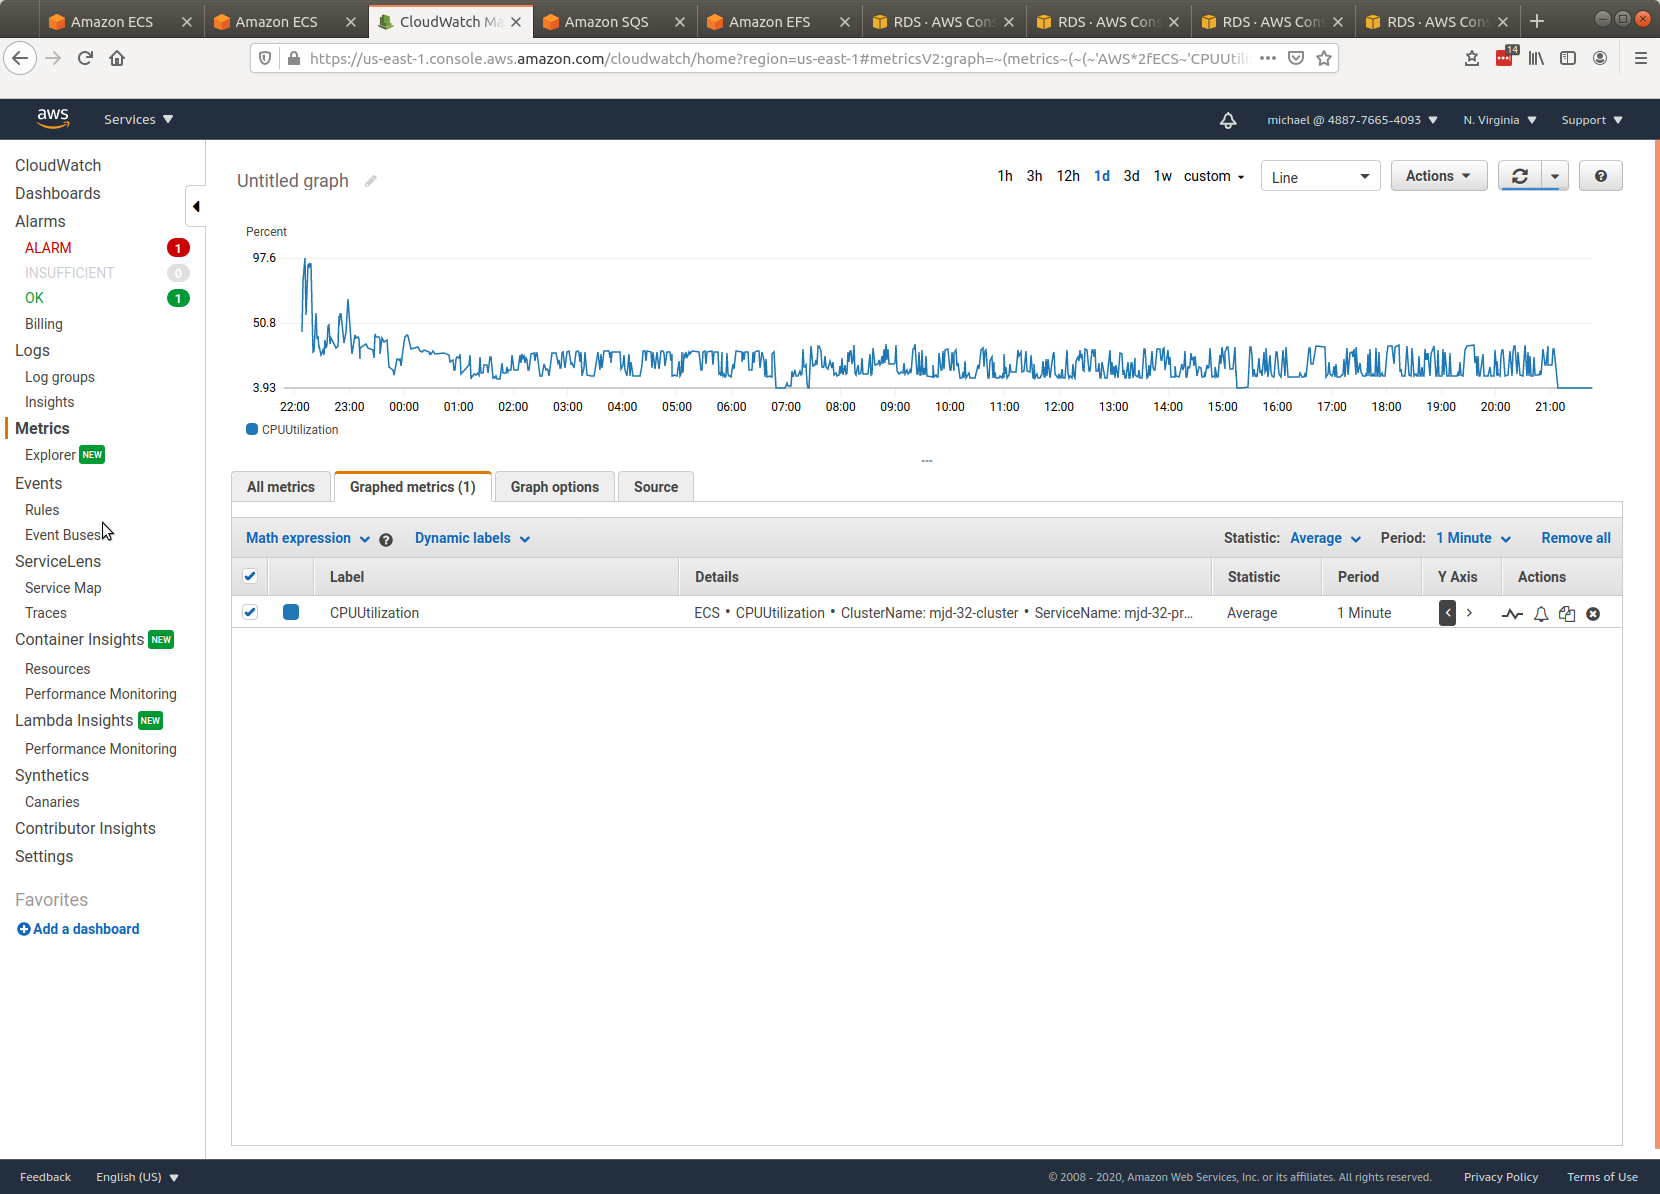 Amazon ECS
Amazon ECS
CloudWatch Ma
Amazon SQS
Amazon EFS
RDS · AWS Cons
RDS · AWS Cons
RDS · AWS Cons
RDS · AWS Cons
https://us-east-1.console.aws.amazon.com/cloudwatch/home?region=us-east-1#metricsV2:graph=~(metrics~(~(~'AWS*2fECS~'CPUUtili
14
aws
Services
michael @ 4887-7665-4093
N. Virginia
Support
CloudWatch
Dashboards
Alarms
ALARM 1
INSUFFICIENT 0
OK 1
Billing
Logs
Log groups
Insights
Metrics
Explorer NEW
Events
Rules
Event Buses
ServiceLens
Service Map
Traces
Container Insights NEW
Resources
Performance Monitoring
Lambda Insights NEW
Performance Monitoring
Synthetics
Canaries
Contributor Insights
Settings
Favorites
Add a dashboard
Untitled graph
1h 3h 12h 1d 3d 1w custom
Line
Actions
Percent
97.6
50.8
3.93
22:00 23:00 00:00 01:00 02:00 03:00 04:00 05:00 06:00 07:00 08:00 09:00 10:00 11:00 12:00 13:00 14:00 15:00 16:00 17:00 18:00 19:00 20:00 21:00
CPUUtilization
All metrics
Graphed metrics (1)
Graph options
Source
Math expression
Dynamic labels
Statistic: Average
Period: 1 Minute
Remove all
Label Details Statistic Period Y Axis Actions
CPUUtilization ECS • CPUUtilization • ClusterName: mjd-32-cluster • ServiceName: mjd-32-pr... Average 1 Minute
Feedback
English (US)
© 2008 - 2020, Amazon Web Services, Inc. or its affiliates. All rights reserved.
Privacy Policy
Terms of Use